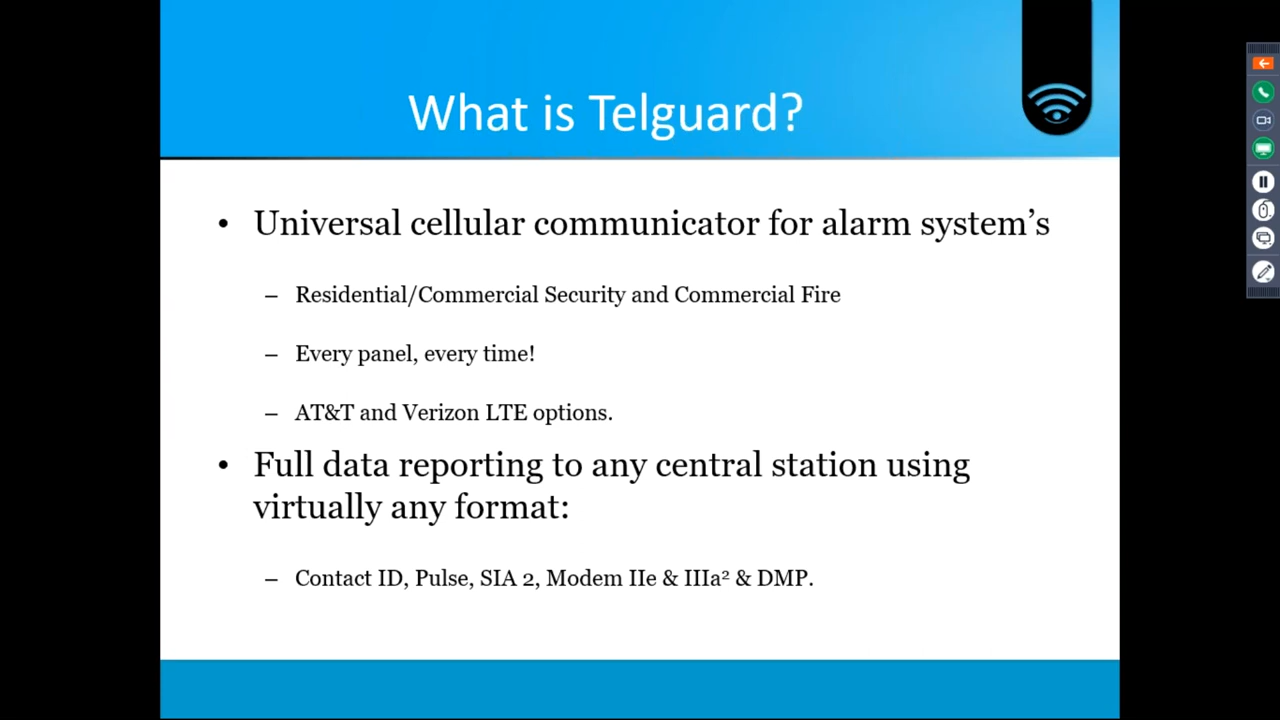 What is Telguard?
• Universal cellular communicator for alarm system's
– Residential/Commercial Security and Commercial Fire
– Every panel, every time!
– AT&T and Verizon LTE options.
• Full data reporting to any central station using
virtually any format:
– Contact ID, Pulse, SIA 2, Modem IIe & IIIa² & DMP.